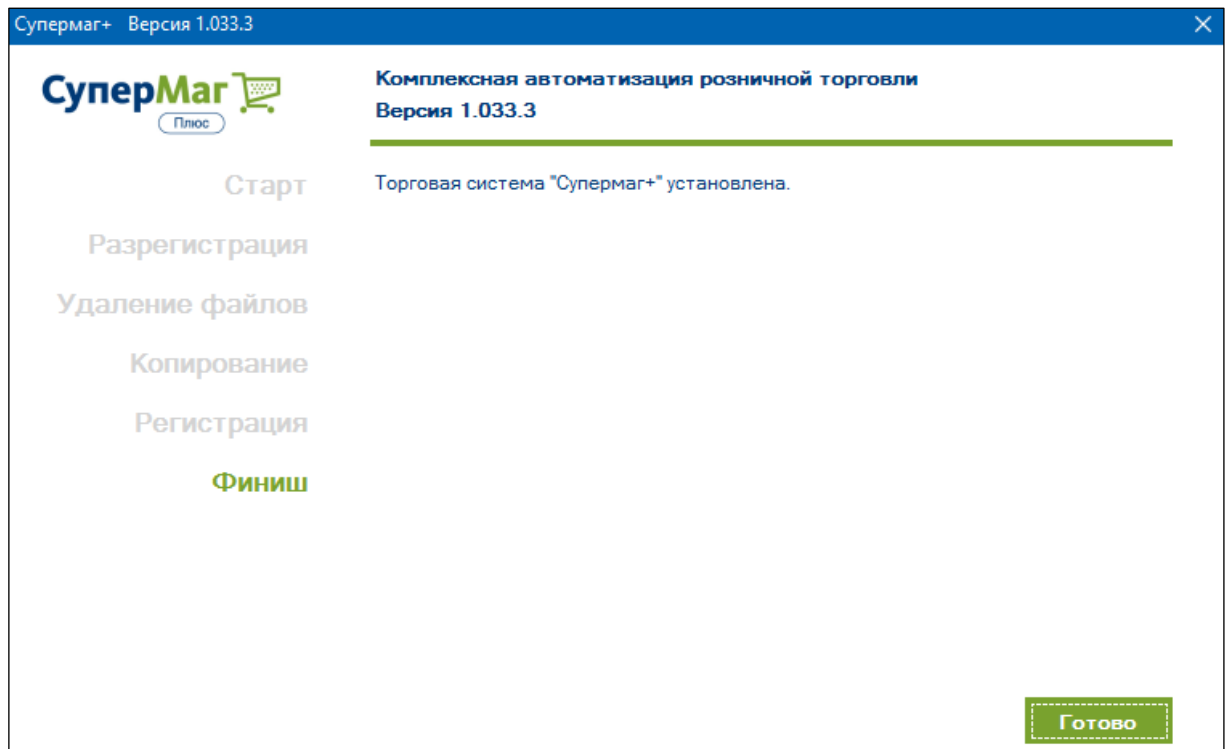 Супермаг+ Версия 1.033.3
СуперМаг
Плюс
Комплексная автоматизация розничной торговли
Версия 1.033.3
Старт
Разрегистрация
Удаление файлов
Копирование
Регистрация
Финиш
Торговая система "Супермаг+" установлена.
Готово